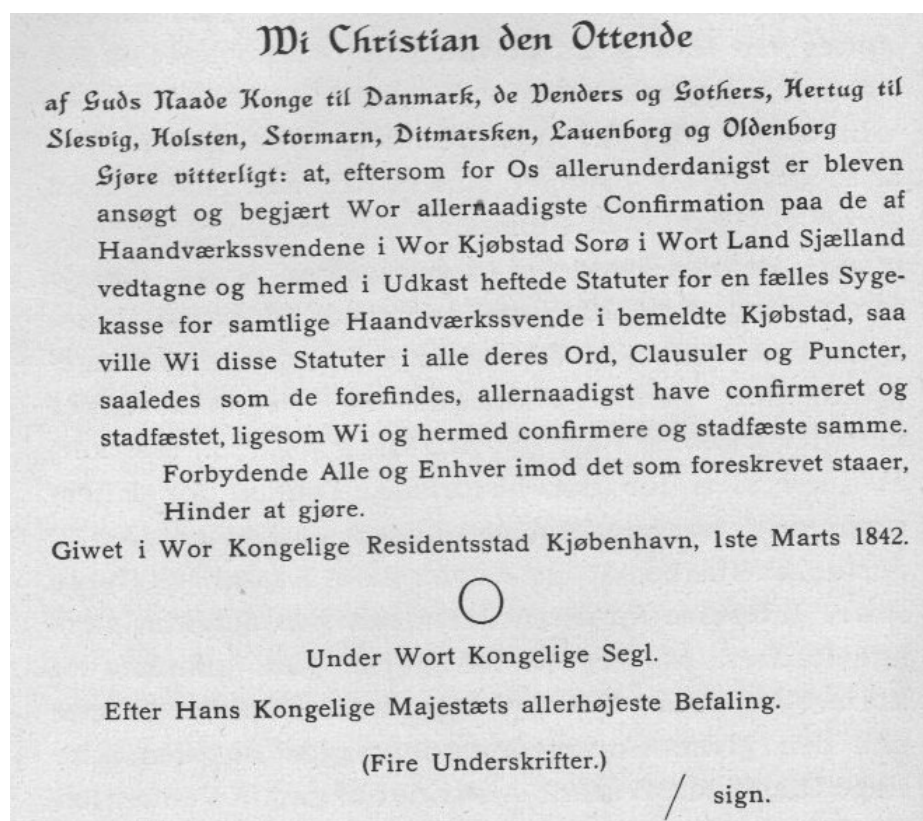 Wi Christian den Ottende
af Guds Naade Konge til Danmark, de Venders og Gothers, Hertug til
Slesvig, Holsten, Stormarn, Ditmarsken, Lauenborg og Oldenborg
Gjøre vitterligt: at, eftersom for Os allerunderdanigst er bleven
ansøgt og begjært Wor allernaadigste Confirmation paa de af
Haandværkssvendene i Wor Kjøbstad Sorø i Wort Land Sjælland
vedtagne og hermed i Udkast heftede Statuter for en fælles Syge-
kasse for samtlige Haandværkssvende i bemeldte Kjøbstad, saa
ville Wi disse Statuter i alle deres Ord, Clausuler og Puncter,
saaledes som de forefindes, allernaadigst have confirmeret og
stadfæstet, ligesom Wi og hermed confirmere og stadfæste samme.
Forbydende Alle og Enhver imod det som foreskrevet staaer,
Hinder at gjøre.
Giwet i Wor Kongelige Residentsstad Kjøbenhavn, 1ste Marts 1842.
Under Wort Kongelige Segl.
Efter Hans Kongelige Majestæts allerhøjeste Befaling.
(Fire Underskrifter.)
/ sign.